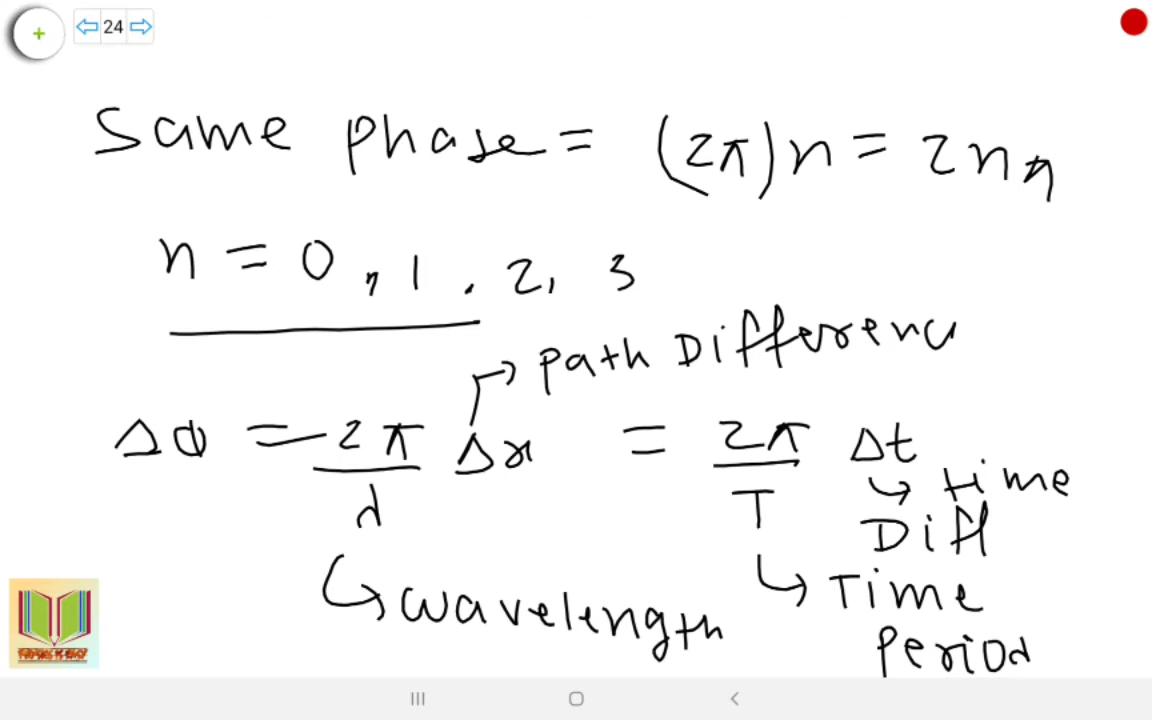 24
Same phase = (2π)n = 2nπ
n = 0, 1, 2, 3
→ Path Differenc
Δϕ = 2π/λ Δx = 2π/T Δt
↳ time Diff
↳ wavelength
↳ Time Period